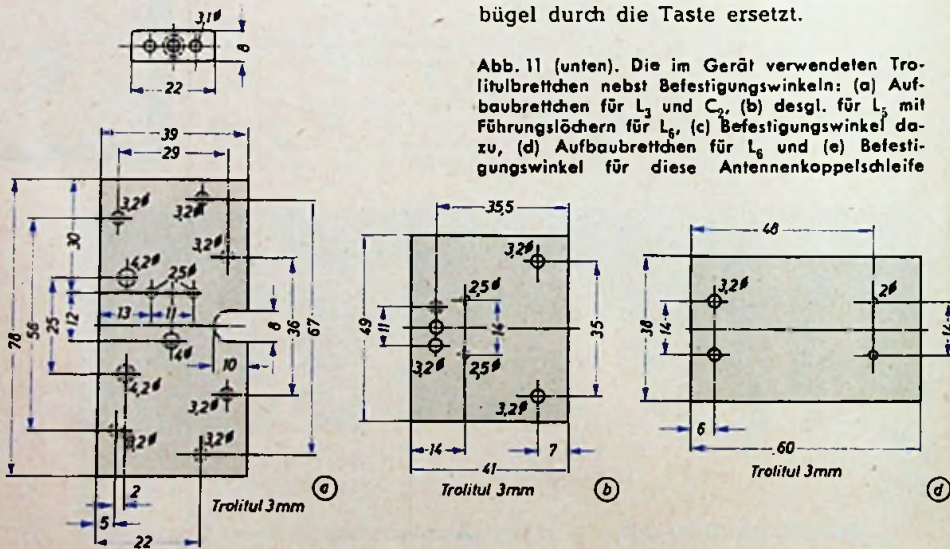 bügel durch die Taste ersetzt.
Abb. 11 (unten). Die im Gerät verwendeten Tro-
litulbrettchen nebst Befestigungswinkeln: (a) Auf-
baubrettchen für L₃ und C₂, (b) desgl. für L₅ mit
Führungslöchern für L₆, (c) Befestigungswinkel da-
zu, (d) Aufbaubrettchen für L₆ und (e) Befesti-
gungswinkel für diese Antennenkoppelschleife
3,1ø
8
22
39
29
3,2ø
3,2ø
30
3,2ø
4,2ø
2,5ø
78
56
25
12
13
11
8
36
67
4ø
10
4,2ø
3,2ø
3,2ø
3,2ø
2
5
22
Trolitul 3mm
a
35,5
3,2ø
2,5ø
49
11
14
35
3,2ø
2,5ø
3,2ø
14
7
41
Trolitul 3mm
b
48
3,2ø
2ø
38
14
14
6
60
Trolitul 3mm
d